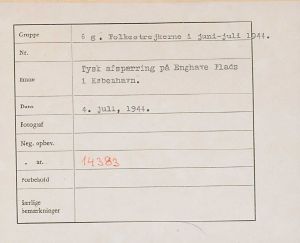 Gruppe 6 g. Folkestrejkerne i juni-juli 1944.
Nr.
Emne Tysk afspærring på Enghave Plads
i København.
Dato 4. juli, 1944.
Fotograf
Neg. opbev.
" nr. 14383
Forbehold
Særlige
bemærkninger